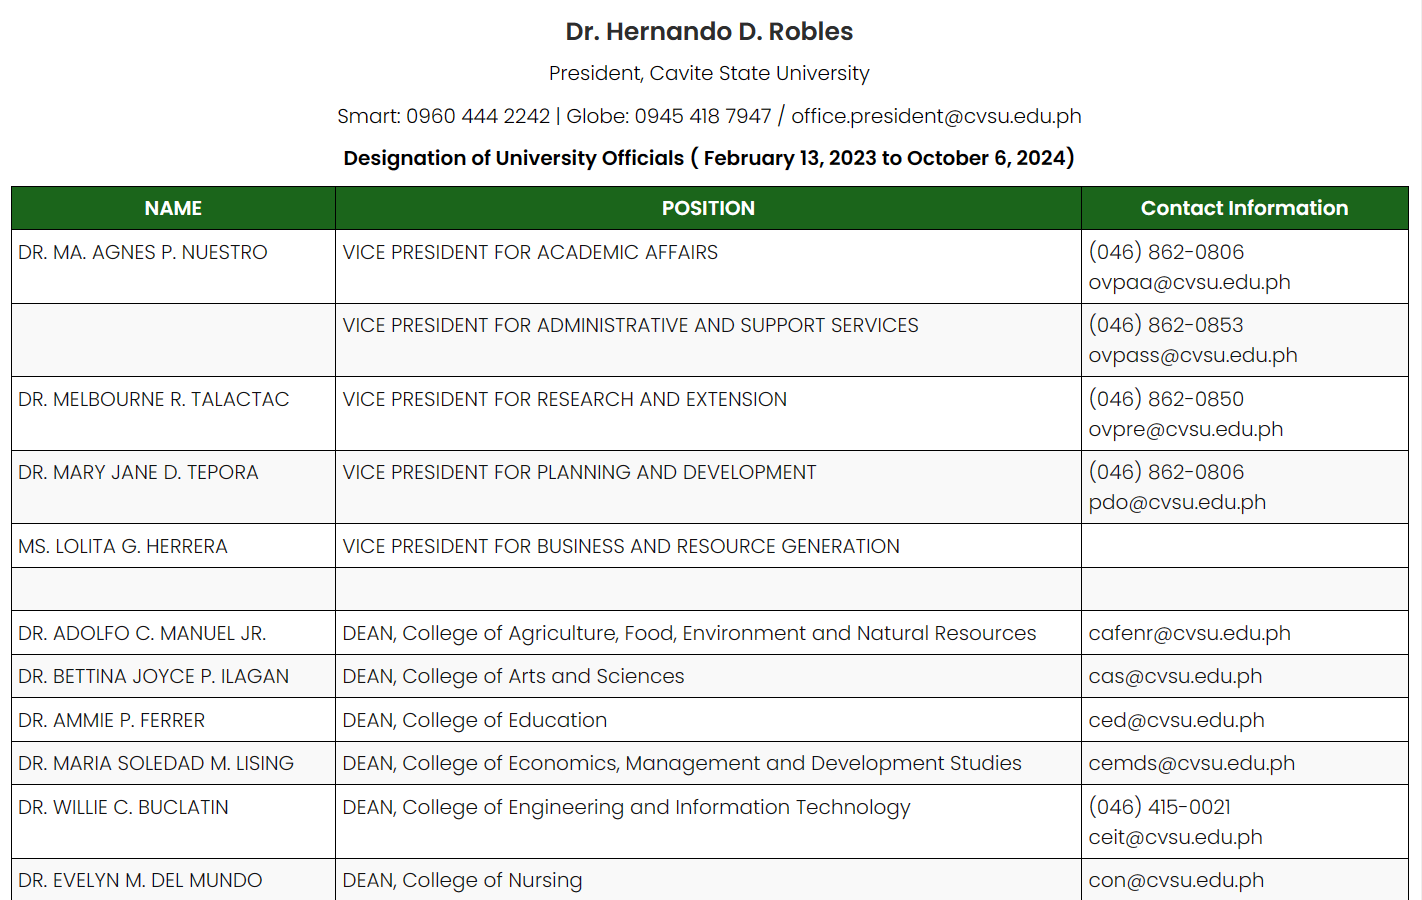 Dr. Hernando D. Robles
President, Cavite State University
Smart: 0960 444 2242 | Globe: 0945 418 7947 / office.president@cvsu.edu.ph
Designation of University Officials ( February 13, 2023 to October 6, 2024)
NAME POSITION Contact Information
DR. MA. AGNES P. NUESTRO VICE PRESIDENT FOR ACADEMIC AFFAIRS (046) 862-0806
ovpaa@cvsu.edu.ph
VICE PRESIDENT FOR ADMINISTRATIVE AND SUPPORT SERVICES (046) 862-0853
ovpass@cvsu.edu.ph
DR. MELBOURNE R. TALACTAC VICE PRESIDENT FOR RESEARCH AND EXTENSION (046) 862-0850
ovpre@cvsu.edu.ph
DR. MARY JANE D. TEPORA VICE PRESIDENT FOR PLANNING AND DEVELOPMENT (046) 862-0806
pdo@cvsu.edu.ph
MS. LOLITA G. HERRERA VICE PRESIDENT FOR BUSINESS AND RESOURCE GENERATION
DR. ADOLFO C. MANUEL JR. DEAN, College of Agriculture, Food, Environment and Natural Resources cafenr@cvsu.edu.ph
DR. BETTINA JOYCE P. ILAGAN DEAN, College of Arts and Sciences cas@cvsu.edu.ph
DR. AMMIE P. FERRER DEAN, College of Education ced@cvsu.edu.ph
DR. MARIA SOLEDAD M. LISING DEAN, College of Economics, Management and Development Studies cemds@cvsu.edu.ph
DR. WILLIE C. BUCLATIN DEAN, College of Engineering and Information Technology (046) 415-0021
ceit@cvsu.edu.ph
DR. EVELYN M. DEL MUNDO DEAN, College of Nursing con@cvsu.edu.ph